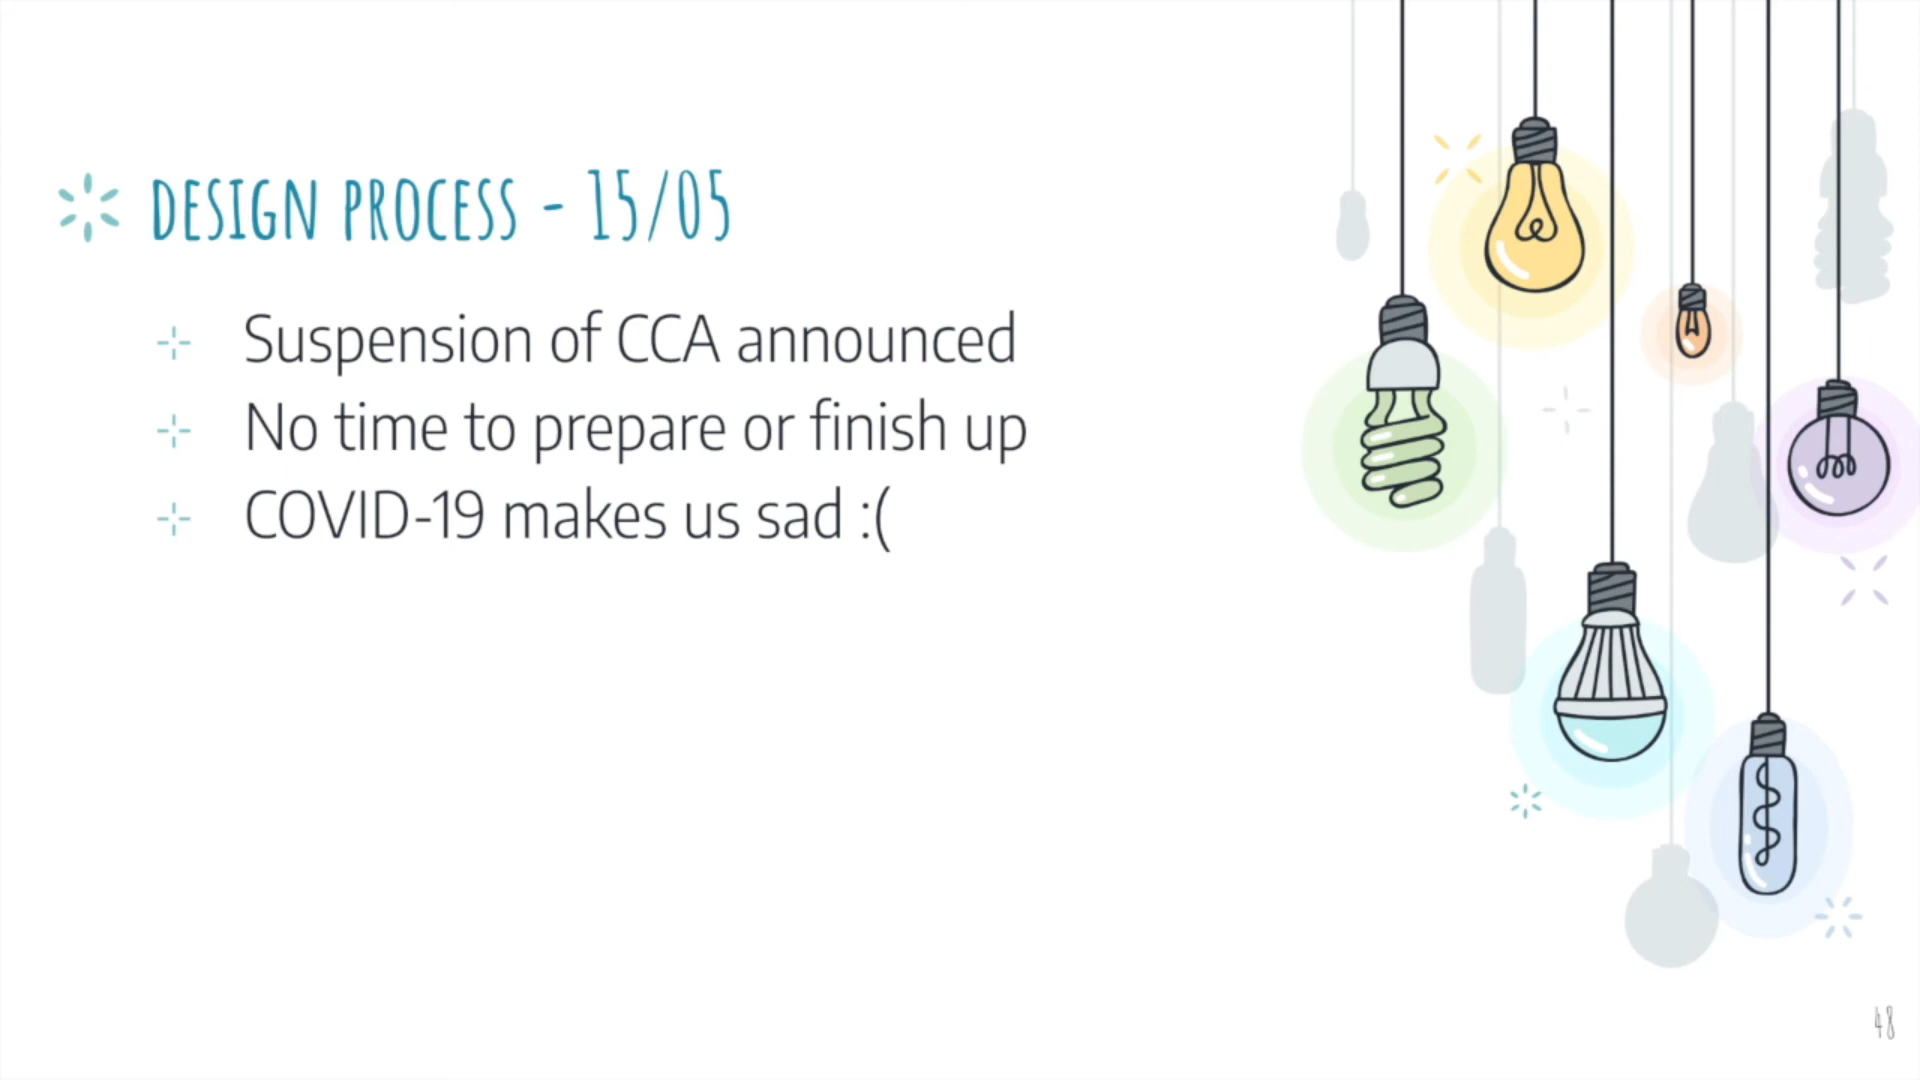 DESIGN PROCESS - 15/05
Suspension of CCA announced
No time to prepare or finish up
COVID-19 makes us sad :(
48